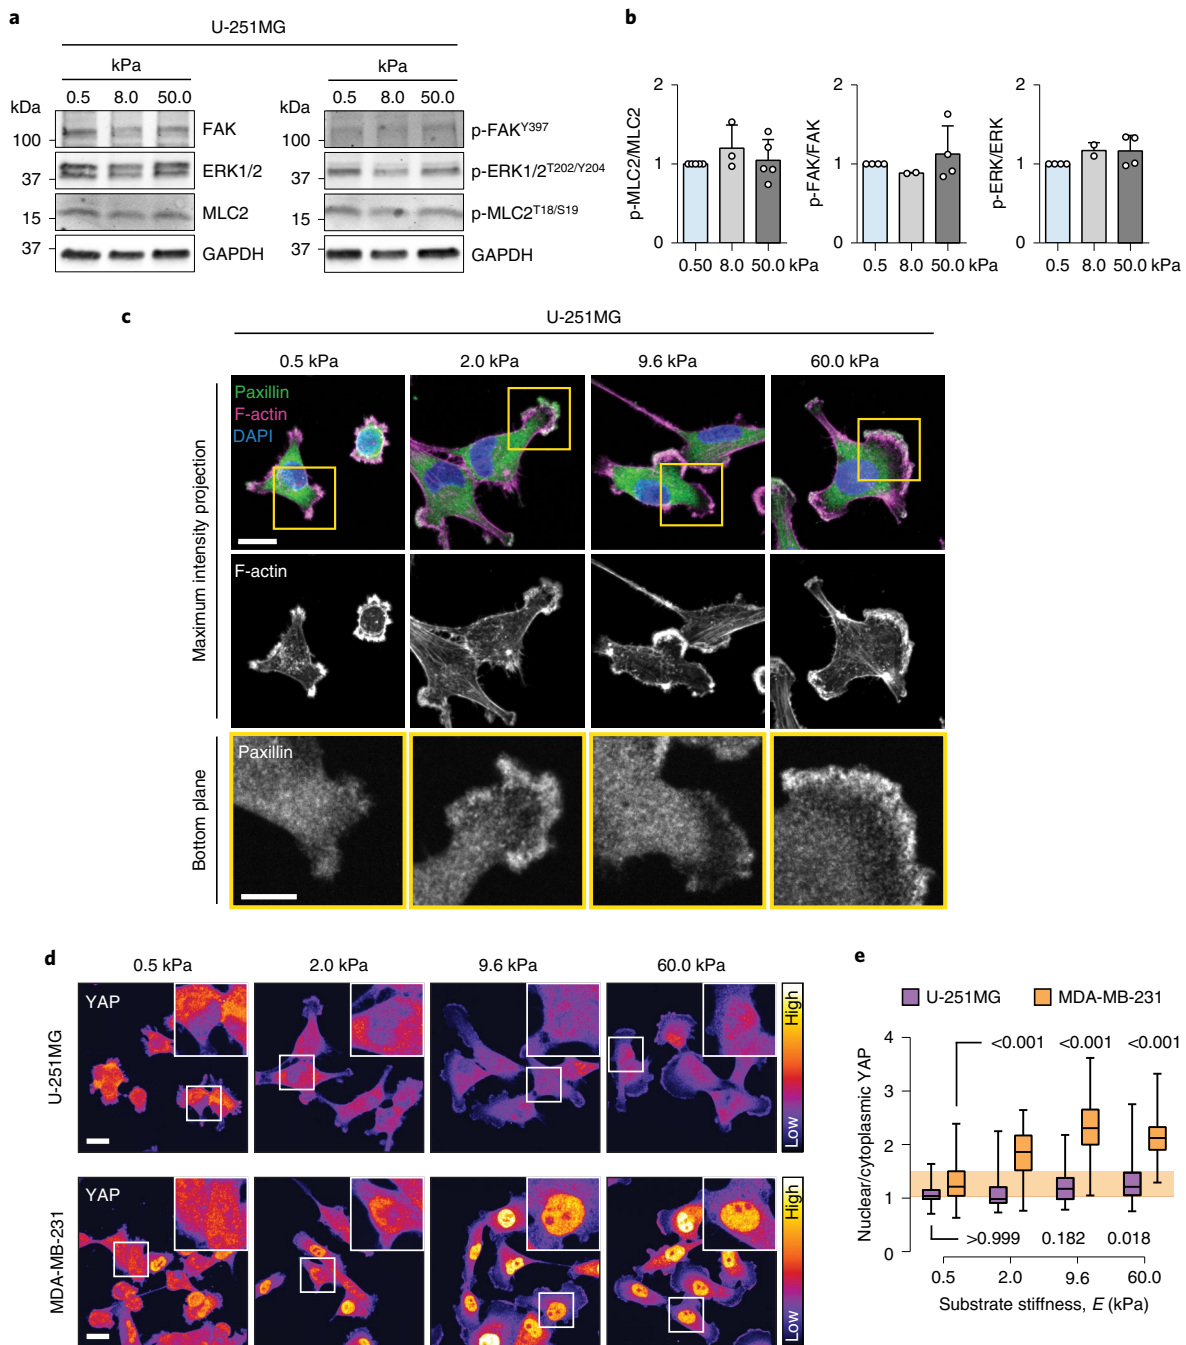 a
U-251MG
kPa
kPa
kDa
0.5 8.0 50.0
kDa
0.5 8.0 50.0
100
FAK
100
p-FAKY397
37
ERK1/2
37
p-ERK1/2T202/Y204
15
MLC2
15
p-MLC2T18/S19
37
GAPDH
37
GAPDH
b
p-MLC2/MLC2
2
1
0
0.50 8.0 50.0 kPa
p-FAK/FAK
2
1
0
0.5 8.0 50.0 kPa
p-ERK/ERK
2
1
0
0.5 8.0 50.0 kPa
c
U-251MG
0.5 kPa 2.0 kPa 9.6 kPa 60.0 kPa
Maximum intensity projection
Paxillin
F-actin
DAPI
F-actin
Bottom plane
Paxillin
d
0.5 kPa 2.0 kPa 9.6 kPa 60.0 kPa
U-251MG
YAP
High
Low
MDA-MB-231
YAP
High
Low
e
U-251MG MDA-MB-231
Nuclear/cytoplasmic YAP
4
3
2
1
0
<0.001 <0.001 <0.001
>0.999 0.182 0.018
0.5 2.0 9.6 60.0
Substrate stiffness, E (kPa)